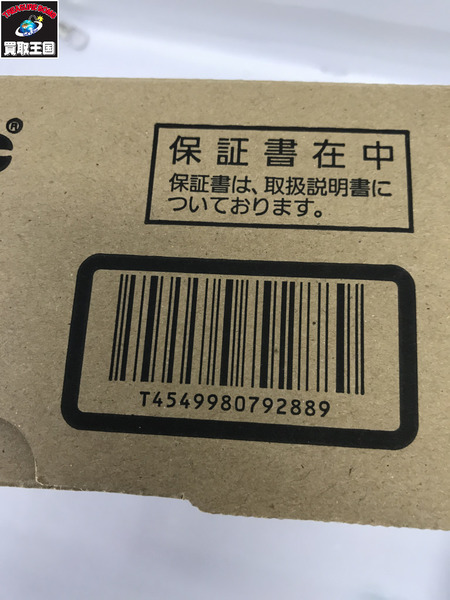 TREASURE KINGDOM
買取王国
®
保証書在中
保証書は、取扱説明書に
ついております。
T4549980792889